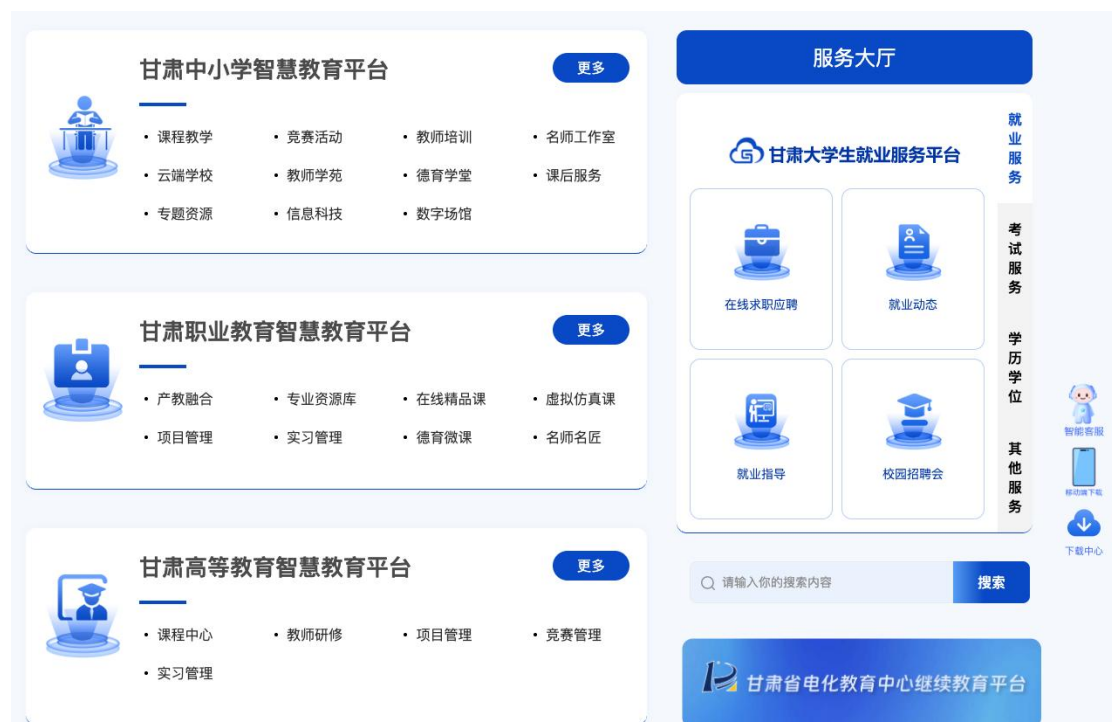 甘肃中小学智慧教育平台
更多
课程教学 竞赛活动 教师培训 名师工作室
云端学校 教师学苑 德育学堂 课后服务
专题资源 信息科技 数字场馆
甘肃职业教育智慧教育平台
更多
产教融合 专业资源库 在线精品课 虚拟仿真课
项目管理 实习管理 德育微课 名师名匠
甘肃高等教育智慧教育平台
更多
课程中心 教师研修 项目管理 竞赛管理
实习管理
服务大厅
甘肃大学生就业服务平台
在线求职应聘 就业动态
就业指导 校园招聘会
就业服务
考试服务
学历学位
其他服务
请输入你的搜索内容 搜索
甘肃省电化教育中心继续教育平台
智能客服
移动端下载
下载中心